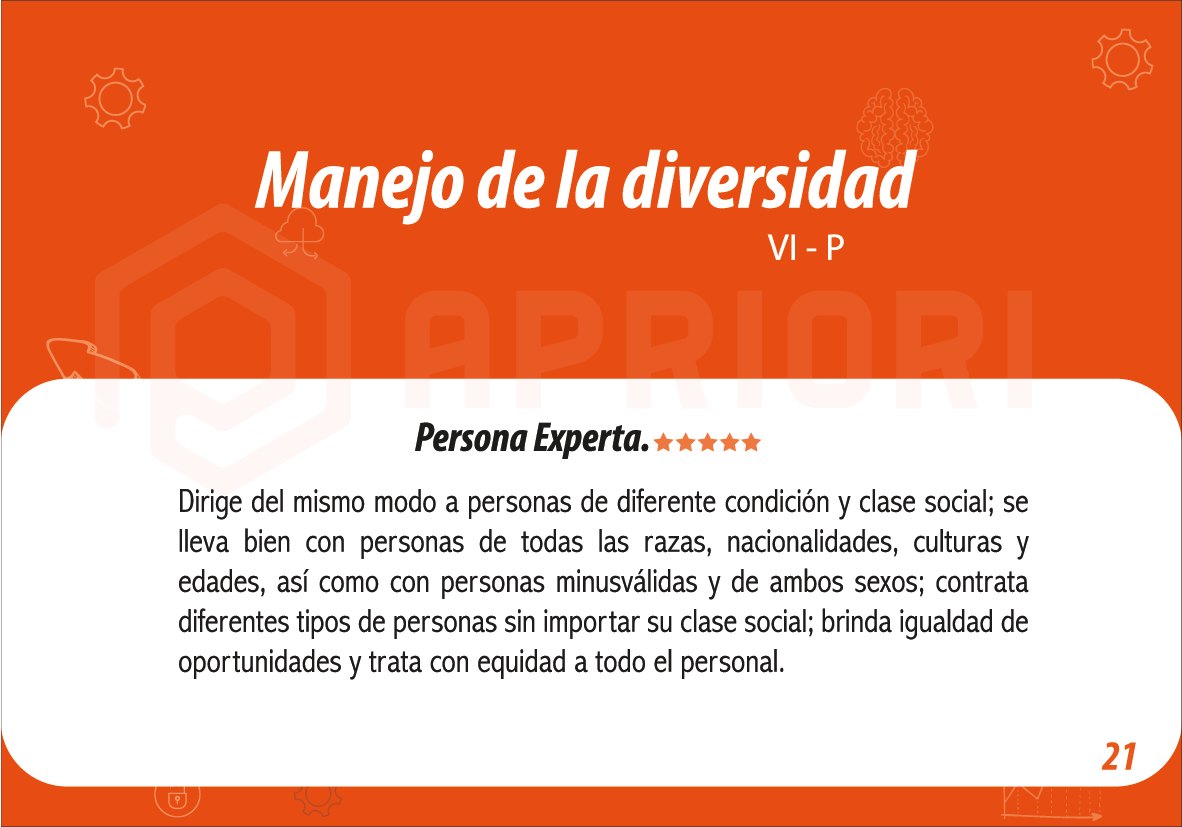 Manejo de la diversidad
VI - P
APRIORI
Persona Experta.
Dirige del mismo modo a personas de diferente condición y clase social; se
lleva bien con personas de todas las razas, nacionalidades, culturas y
edades, así como con personas minusválidas y de ambos sexos; contrata
diferentes tipos de personas sin importar su clase social; brinda igualdad de
oportunidades y trata con equidad a todo el personal.
21